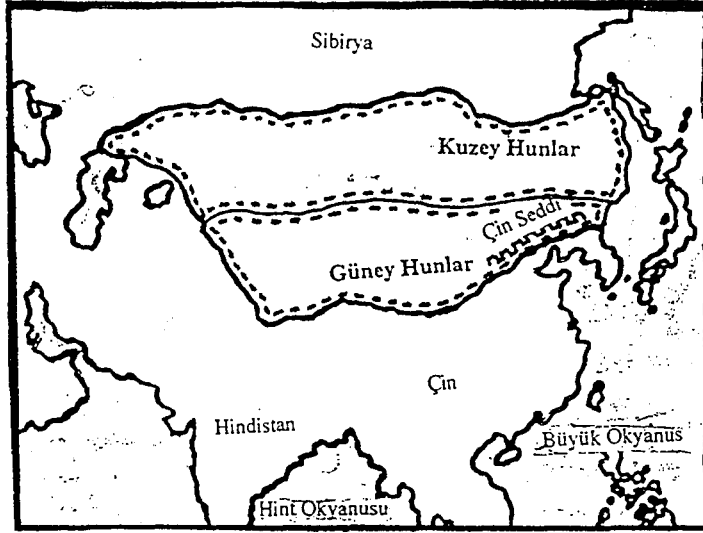 Sibirya
Kuzey Hunlar
Çin Seddi
Güney Hunlar
Çin
Hindistan
Büyük Okyanus
Hint Okyanusu